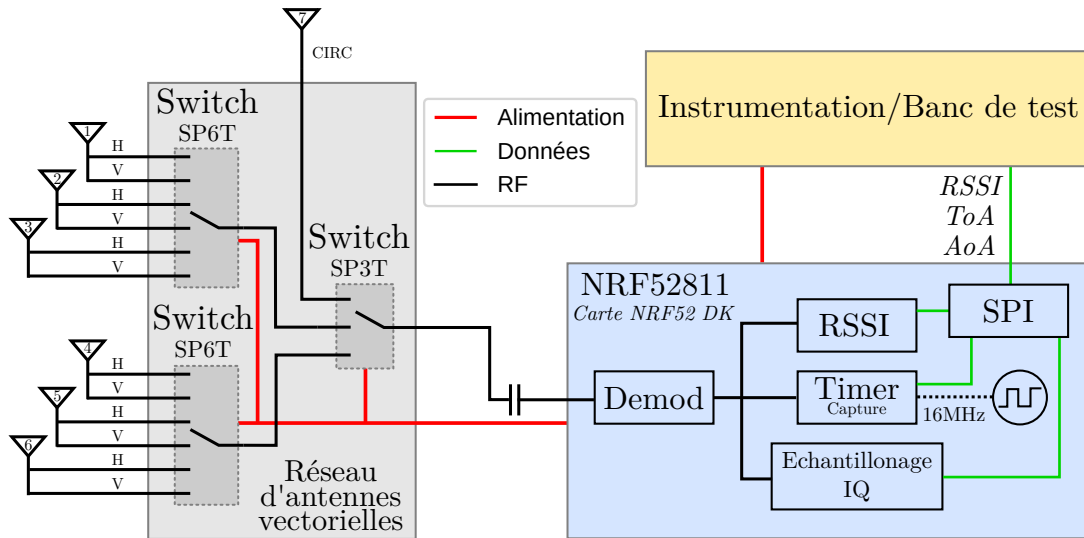 7
CIRC
Switch
SP6T
1
H
V
2
H
V
3
H
V
Alimentation
Données
RF
Instrumentation/Banc de test
RSSI
ToA
AoA
Switch
SP3T
Switch
SP6T
4
H
V
5
H
V
6
H
V
Réseau
d'antennes
vectorielles
NRF52811
Carte NRF52 DK
RSSI
SPI
Demod
Timer
Capture
16MHz
Echantillonage
IQ